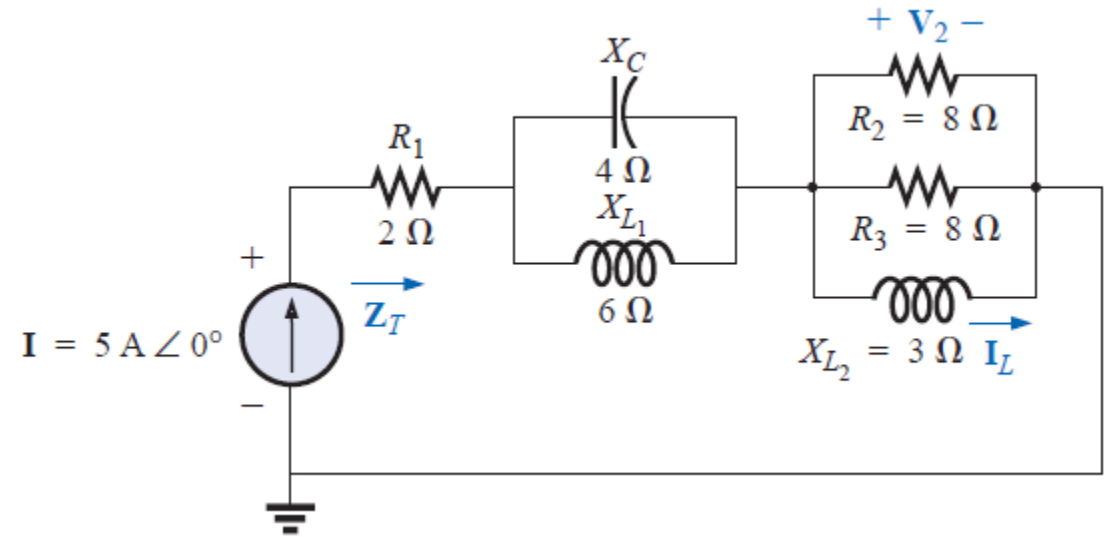 + V₂ −
X_C
R₂ = 8 Ω
R₁
4 Ω
X_L₁
2 Ω
R₃ = 8 Ω
+
Z_T
6 Ω
I = 5 A ∠ 0°
X_L₂ = 3 Ω I_L
−